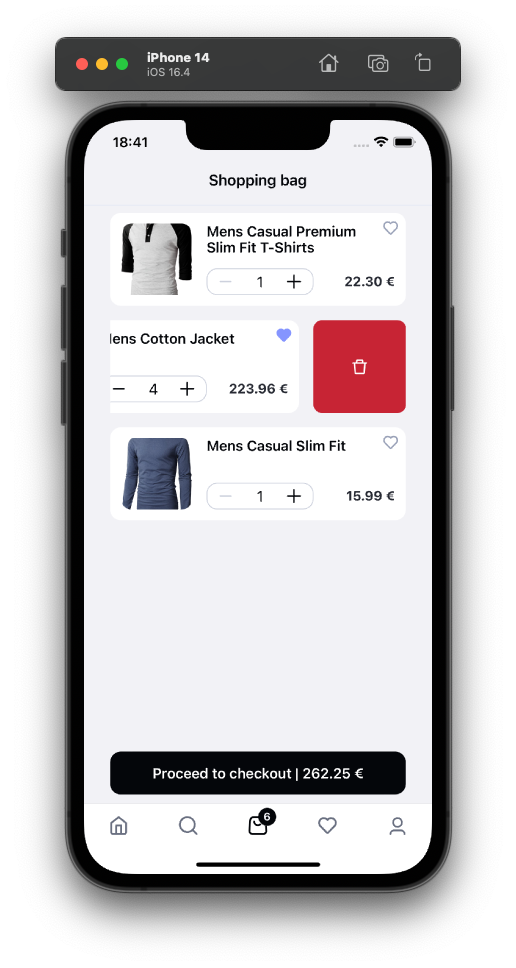 iPhone 14
iOS 16.4
18:41
Shopping bag
Mens Casual Premium
Slim Fit T-Shirts
1
22.30 €
lens Cotton Jacket
4
223.96 €
Mens Casual Slim Fit
1
15.99 €
Proceed to checkout | 262.25 €
6